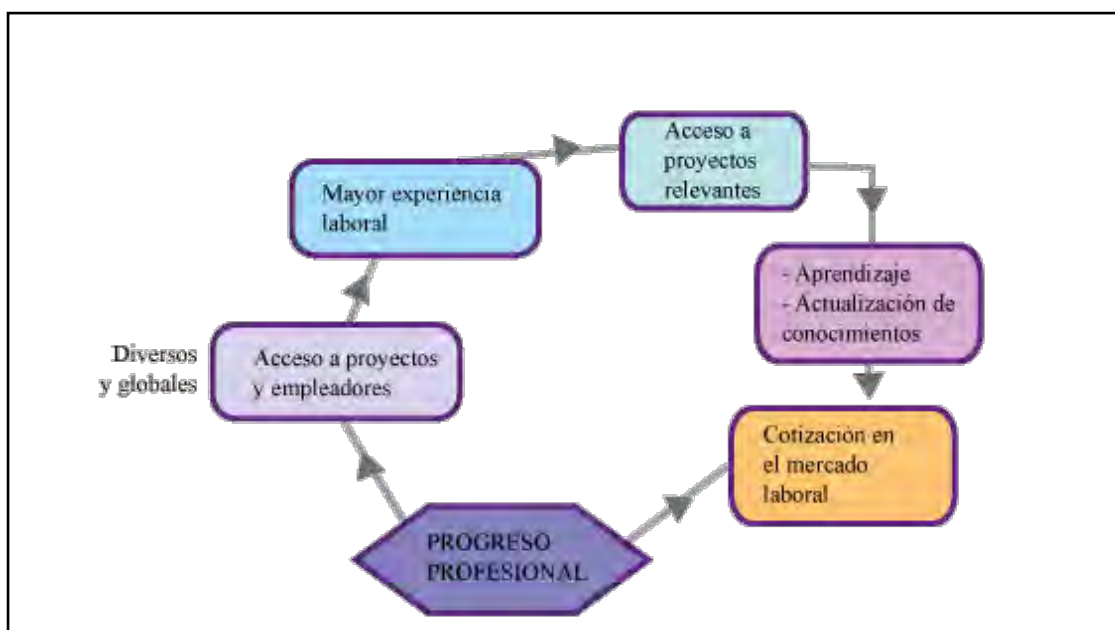 Acceso a
proyectos
relevantes
Mayor experiencia
laboral
- Aprendizaje
- Actualización de
conocimientos
Diversos
y globales
Acceso a proyectos
y empleadores
Cotización en
el mercado
laboral
PROGRESO
PROFESIONAL